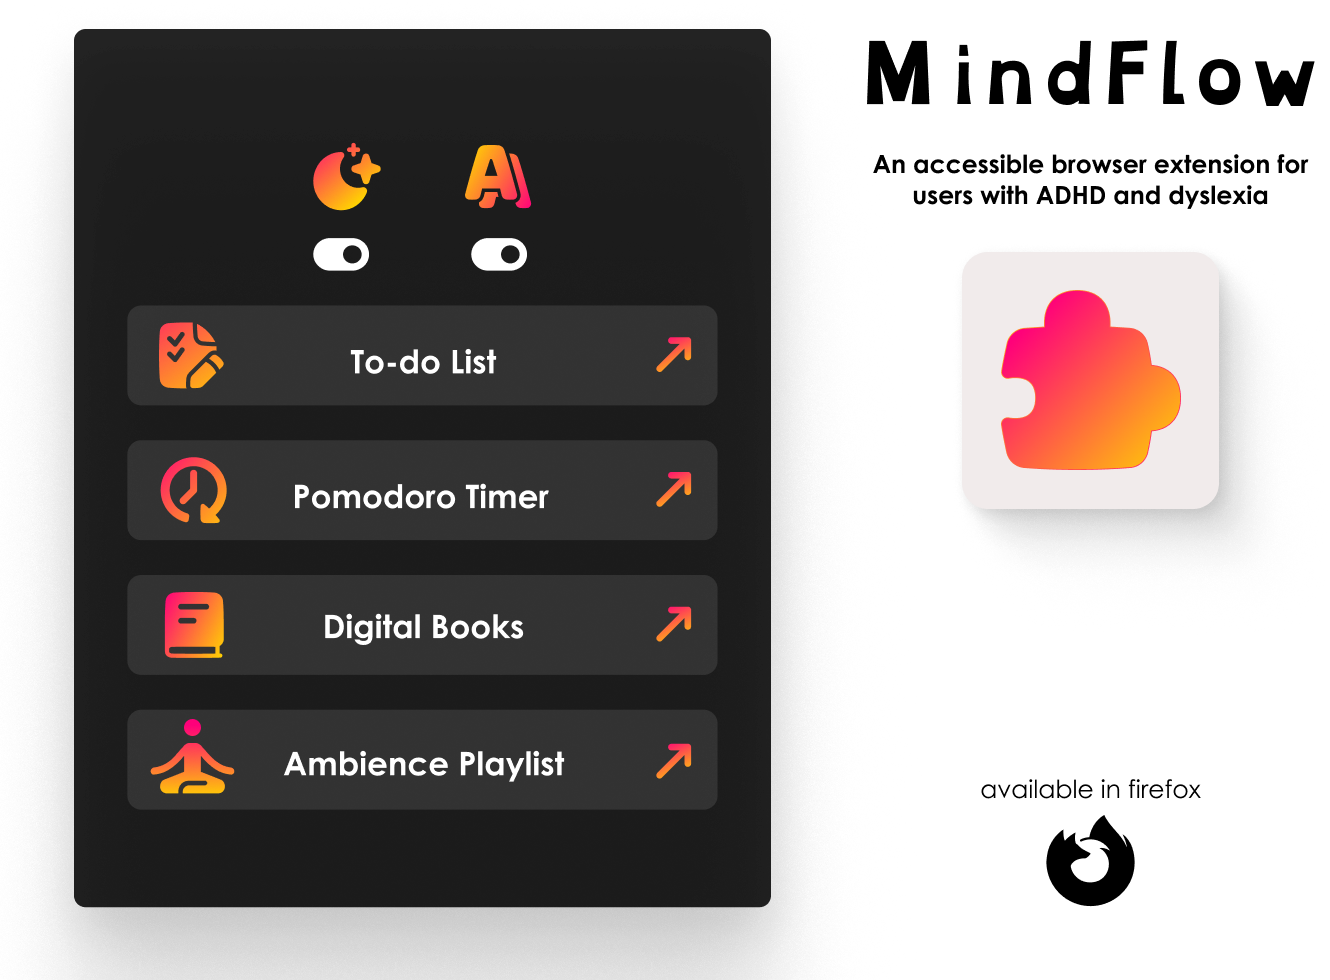 To-do List
Pomodoro Timer
Digital Books
Ambience Playlist
MindFlow
An accessible browser extension for
users with ADHD and dyslexia
available in firefox